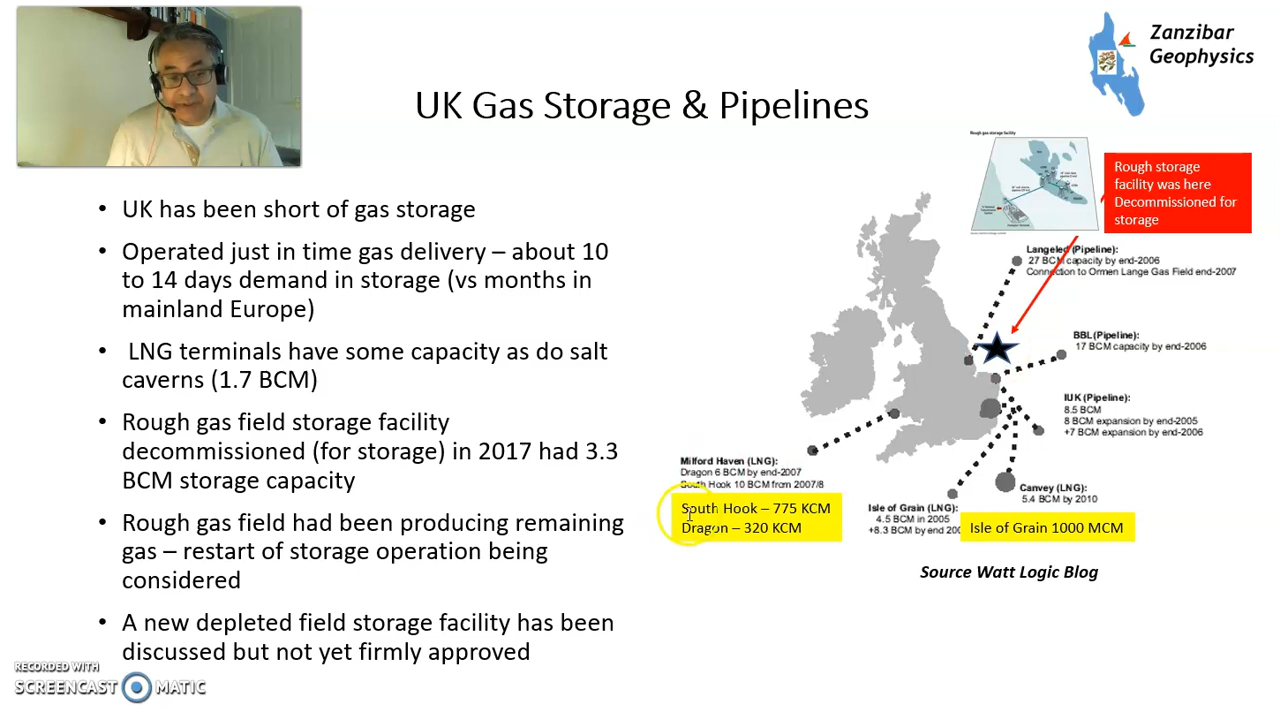 Zanzibar
Geophysics
UK Gas Storage & Pipelines
• UK has been short of gas storage
• Operated just in time gas delivery – about 10
to 14 days demand in storage (vs months in
mainland Europe)
• LNG terminals have some capacity as do salt
caverns (1.7 BCM)
• Rough gas field storage facility
decommissioned (for storage) in 2017 had 3.3
BCM storage capacity
• Rough gas field had been producing remaining
gas – restart of storage operation being
considered
• A new depleted field storage facility has been
discussed but not yet firmly approved
Rough gas storage facility
Rough storage
facility was here
Decommissioned for
storage
Langeled (Pipeline):
27 BCM capacity by end-2006
Connection to Ormen Lange Gas Field end-2007
BBL (Pipeline):
17 BCM capacity by end-2006
IUK (Pipeline):
8.5 BCM
8 BCM expansion by end-2005
+7 BCM expansion by end-2006
Milford Haven (LNG):
Dragon 6 BCM by end-2007
South Hook 10 BCM from 2007/8
South Hook – 775 KCM
Dragon – 320 KCM
Canvey (LNG):
5.4 BCM by 2010
Isle of Grain (LNG):
4.5 BCM in 2005
+8.3 BCM by end 200
Isle of Grain 1000 MCM
Source Watt Logic Blog
RECORDED WITH
SCREENCAST MATIC